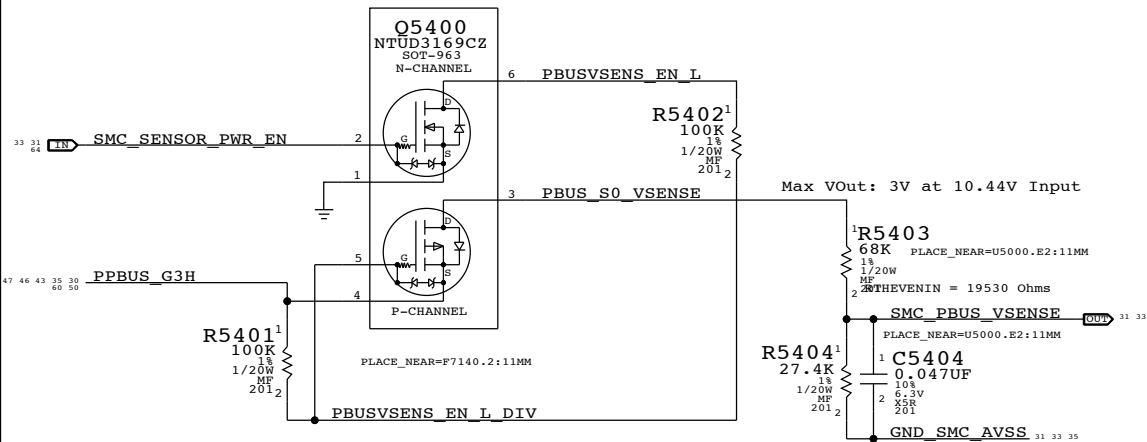 Q5400
NTUD3169CZ
SOT-963
N-CHANNEL
6 PBUSVSENS_EN_L
D
G
S
33 31
64
IN SMC_SENSOR_PWR_EN 2
1
R5402 1
100K
1%
1/20W
MF
201 2
3 PBUS_S0_VSENSE
Max VOut: 3V at 10.44V Input
D
G
S
5
47 46 43 35 30
60 50
PPBUS_G3H
4
P-CHANNEL
1 R5403
68K PLACE_NEAR=U5000.E2:11MM
1%
1/20W
MF
201
2 RTHEVENIN = 19530 Ohms
SMC_PBUS_VSENSE OUT 31 33
PLACE_NEAR=U5000.E2:11MM
R5401 1
100K
1%
1/20W
MF
201 2
PLACE_NEAR=F7140.2:11MM
R5404 1
27.4K
1%
1/20W
MF
201 2
1 C5404
0.047UF
10%
6.3V
2 X5R
201
PBUSVSENS_EN_L_DIV
GND_SMC_AVSS 31 33 35